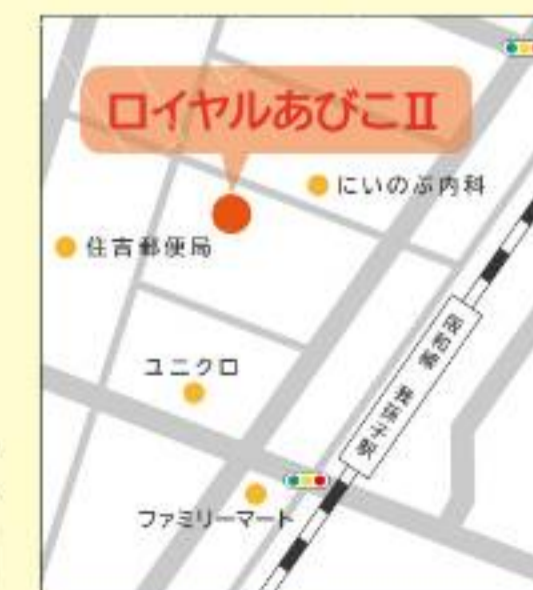 ロイヤルあびこⅡ
にいのぶ内科
住吉郵便局
阪和線 我孫子駅
ユニクロ
ファミリーマート